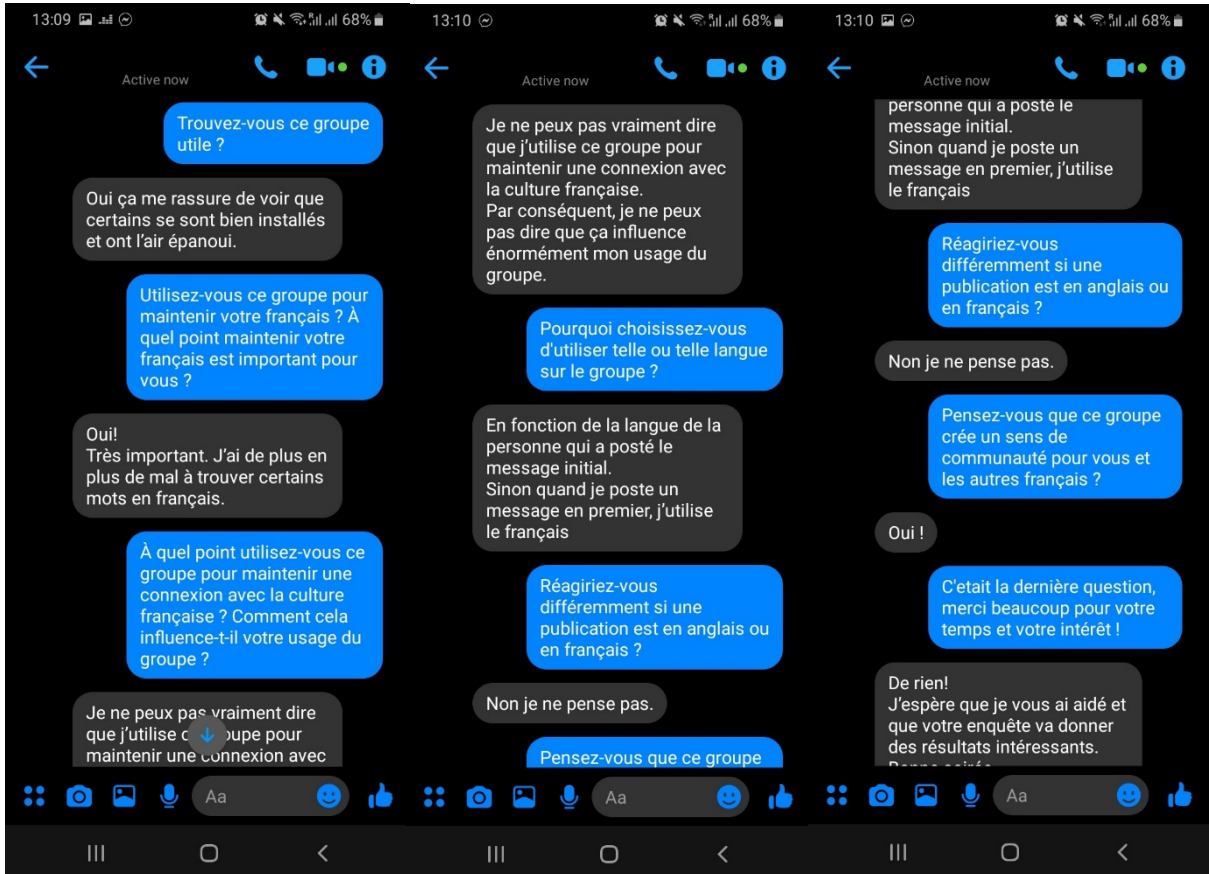 13:09
68%
Active now
Trouvez-vous ce groupe
utile ?
Oui ça me rassure de voir que
certains se sont bien installés
et ont l'air épanoui.
Utilisez-vous ce groupe pour
maintenir votre français ? À
quel point maintenir votre
français est important pour
vous ?
Oui!
Très important. J'ai de plus en
plus de mal à trouver certains
mots en français.
À quel point utilisez-vous ce
groupe pour maintenir une
connexion avec la culture
française ? Comment cela
influence-t-il votre usage du
groupe ?
Je ne peux pas vraiment dire
que j'utilise pour
maintenir une connexion avec
Aa
13:10
68%
Active now
Je ne peux pas vraiment dire
que j'utilise ce groupe pour
maintenir une connexion avec
la culture française.
Par conséquent, je ne peux
pas dire que ça influence
énormément mon usage du
groupe.
Pourquoi choisissez-vous
d'utiliser telle ou telle langue
sur le groupe ?
En fonction de la langue de la
personne qui a posté le
message initial.
Sinon quand je poste un
message en premier, j'utilise
le français
Réagiriez-vous
différemment si une
publication est en anglais ou
en français ?
Non je ne pense pas.
Pensez-vous que ce groupe
Aa
13:10
68%
Active now
personne qui a posté le
message initial.
Sinon quand je poste un
message en premier, j'utilise
le français
Réagiriez-vous
différemment si une
publication est en anglais ou
en français ?
Non je ne pense pas.
Pensez-vous que ce groupe
crée un sens de
communauté pour vous et
les autres français ?
Oui !
C'etait la dernière question,
merci beaucoup pour votre
temps et votre intérêt !
De rien!
J'espère que je vous ai aidé et
que votre enquête va donner
des résultats intéressants.
Aa